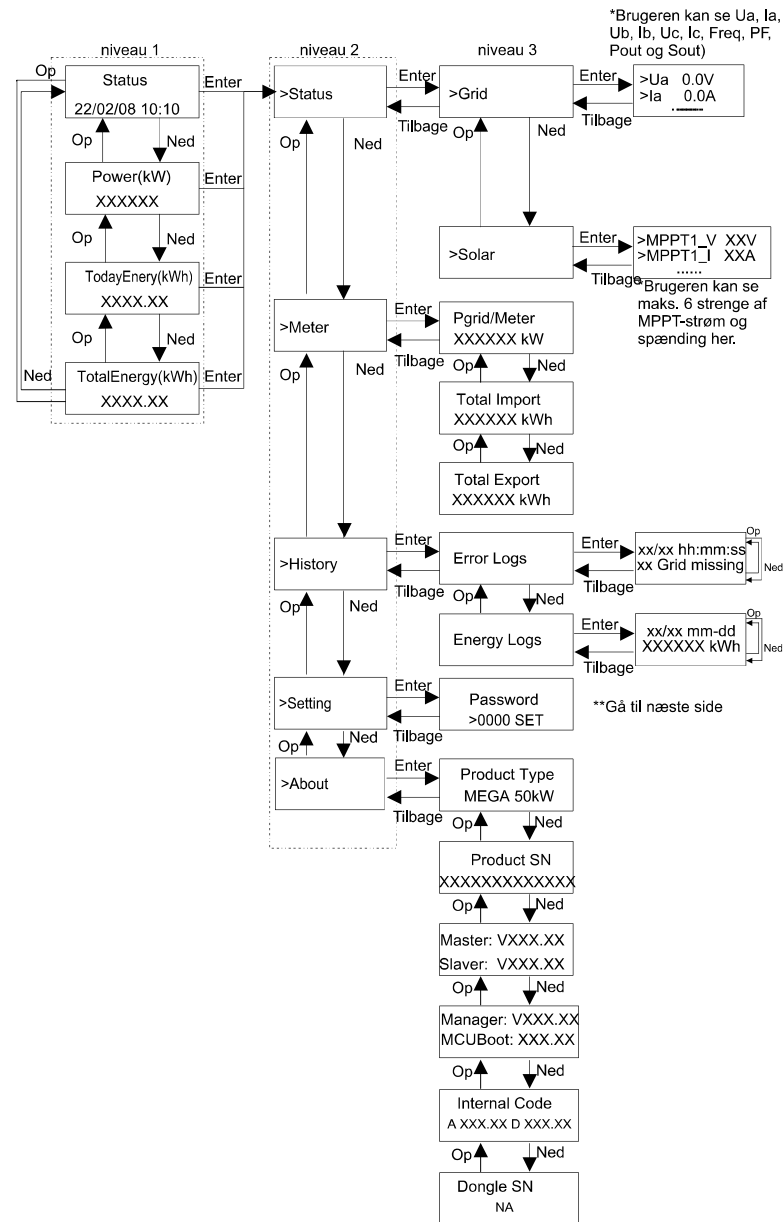 *Brugeren kan se Ua, Ia,
Ub, Ib, Uc, Ic, Freq, PF,
Pout og Sout)
niveau 1
niveau 2
niveau 3
Op
Status
22/02/08 10:10
Enter
>Status
Enter
Tilbage
>Grid
Enter
Tilbage
>Ua 0.0V
>Ia 0.0A
.........
Op
Ned
Op
Ned
Op
Ned
Power(kW)
XXXXXX
Enter
Op
Ned
TodayEnery(kWh)
XXXX.XX
Enter
>Solar
Enter
Tilbage
>MPPT1_V XXV
>MPPT1_I XXA
......
*Brugeren kan se
maks. 6 strenge af
MPPT-strøm og
spænding her.
Op
Ned
Ned
TotalEnergy(kWh)
XXXX.XX
Enter
>Meter
Enter
Tilbage
Pgrid/Meter
XXXXXX kW
Op
Ned
Op
Ned
Total Import
XXXXXX kWh
Op
Ned
Total Export
XXXXXX kWh
>History
Enter
Tilbage
Error Logs
Enter
Tilbage
xx/xx hh:mm:ss
xx Grid missing
Op
Ned
Op
Ned
Op
Ned
Energy Logs
Enter
Tilbage
xx/xx mm-dd
XXXXXX kWh
Op
Ned
>Setting
Enter
Tilbage
Password
>0000 SET
**Gå til næste side
Op
Ned
>About
Enter
Tilbage
Product Type
MEGA 50kW
Op
Ned
Product SN
XXXXXXXXXXXXX
Op
Ned
Master: VXXX.XX
Slaver: VXXX.XX
Op
Ned
Manager: VXXX.XX
MCUBoot: XXX.XX
Op
Ned
Internal Code
A XXX.XX D XXX.XX
Op
Ned
Dongle SN
NA